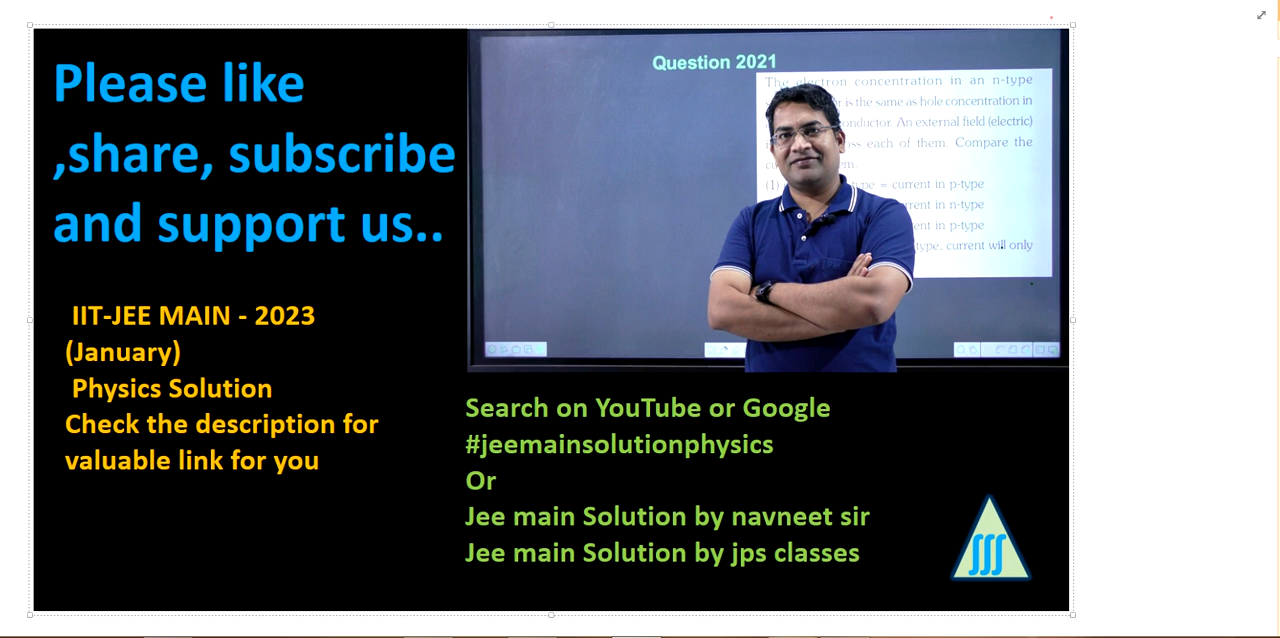 Please like
,share, subscribe
and support us..
IIT-JEE MAIN - 2023
(January)
Physics Solution
Check the description for
valuable link for you
Question 2021
The electron concentration in an n-type
is the same as hole concentration in
An external field (electric)
each of them. Compare the
(1) = current in p-type
in n-type
in p-type
current will only
Search on YouTube or Google
#jeemainsolutionphysics
Or
Jee main Solution by navneet sir
Jee main Solution by jps classes
∫∫∫